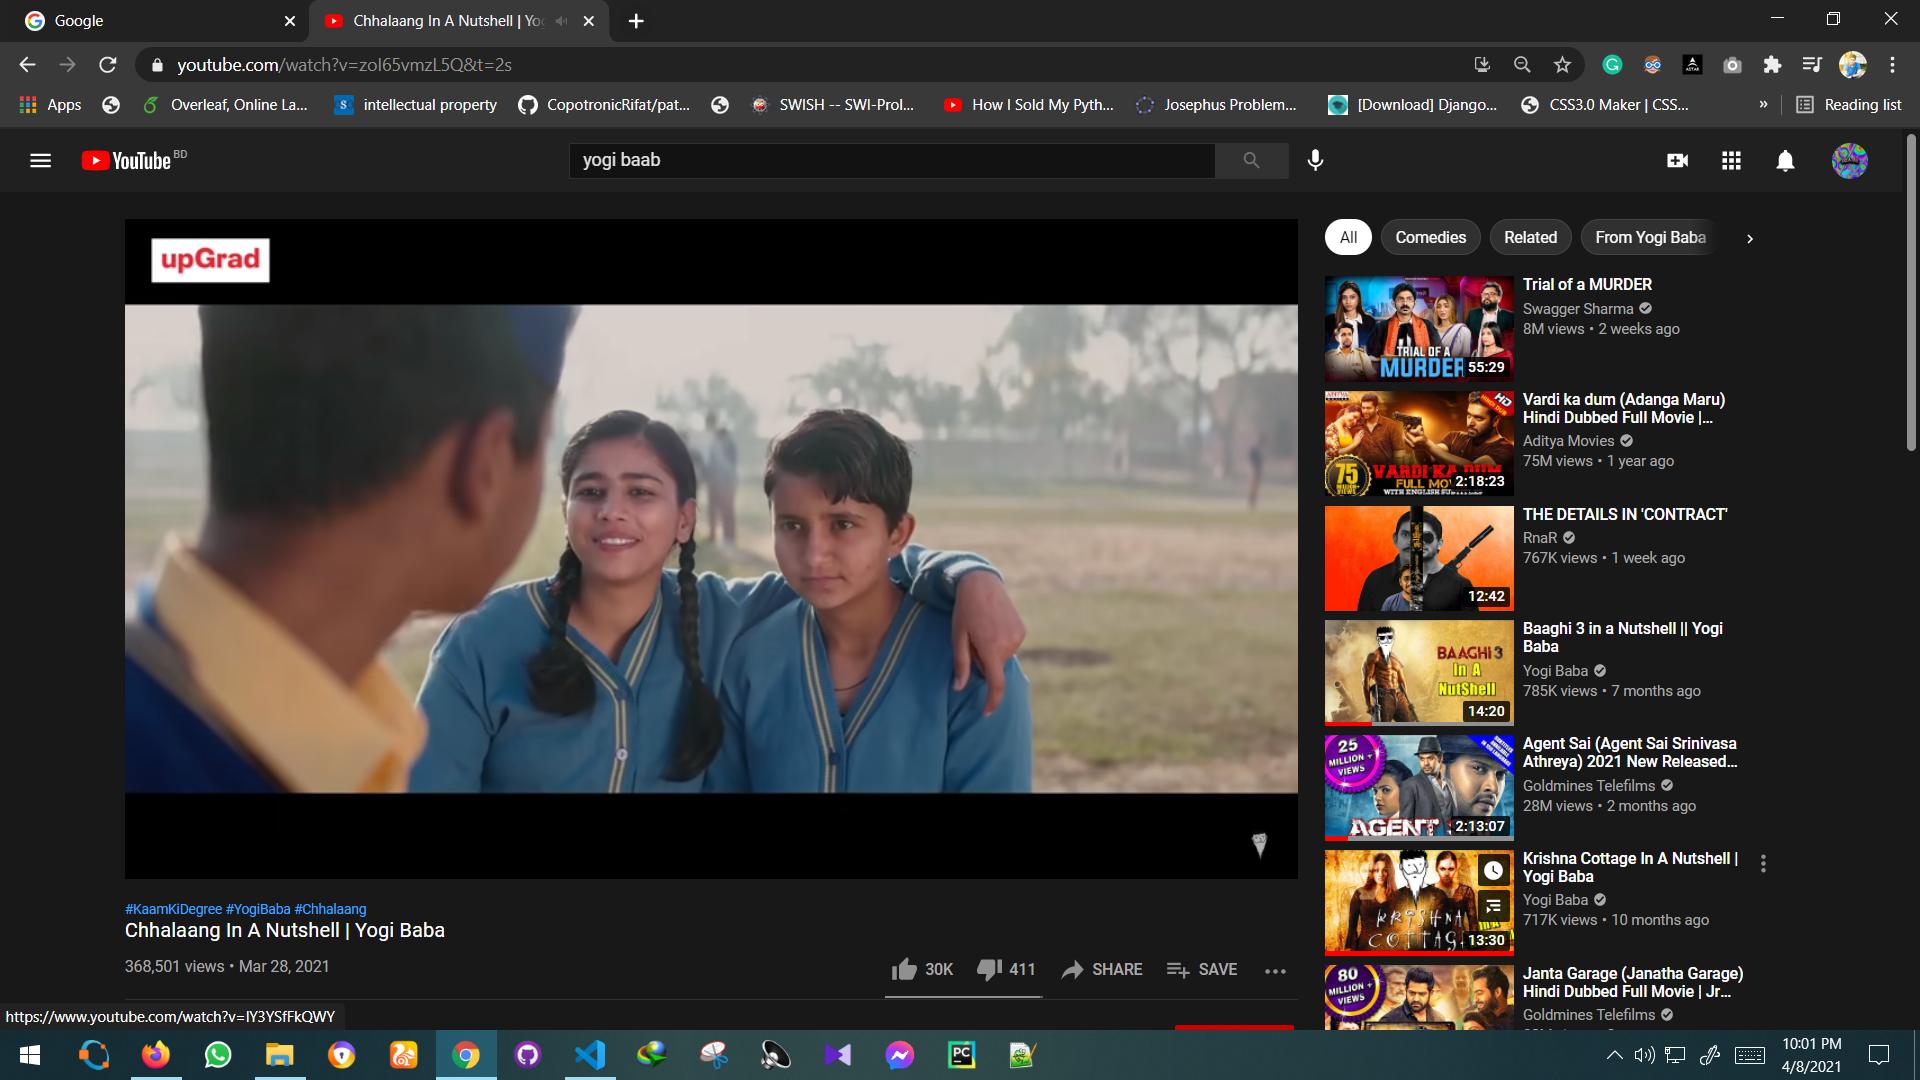 Google
Chhalaang In A Nutshell | Yo
youtube.com/watch?v=zoI65vmzL5Q&t=2s
Apps
Overleaf, Online La...
intellectual property
CopotronicRifat/pat...
SWISH -- SWI-Prol...
How I Sold My Pyth...
Josephus Problem...
[Download] Django...
CSS3.0 Maker | CSS...
»
Reading list
YouTube BD
yogi baab
upGrad
All
Comedies
Related
From Yogi Baba
TRIAL OF A
MURDER
55:29
Trial of a MURDER
Swagger Sharma
8M views • 2 weeks ago
HD
75
VARDI KA DUM
FULL MOV
2:18:23
Vardi ka dum (Adanga Maru)
Hindi Dubbed Full Movie |...
Aditya Movies
75M views • 1 year ago
12:42
THE DETAILS IN 'CONTRACT'
RnaR
767K views • 1 week ago
BAAGHI 3
In A
NutShell
14:20
Baaghi 3 in a Nutshell || Yogi
Baba
Yogi Baba
785K views • 7 months ago
25
MILLION +
VIEWS
AGENT
2:13:07
Agent Sai (Agent Sai Srinivasa
Athreya) 2021 New Released...
Goldmines Telefilms
28M views • 2 months ago
KRISHNA
COTTAG
13:30
Krishna Cottage In A Nutshell |
Yogi Baba
Yogi Baba
717K views • 10 months ago
80
MILLION +
VIEWS
Janta Garage (Janatha Garage)
Hindi Dubbed Full Movie | Jr...
Goldmines Telefilms
#KaamKiDegree #YogiBaba #Chhalaang
Chhalaang In A Nutshell | Yogi Baba
368,501 views • Mar 28, 2021
30K
411
SHARE
SAVE
https://www.youtube.com/watch?v=IY3YSfFkQWY
PC
10:01 PM
4/8/2021